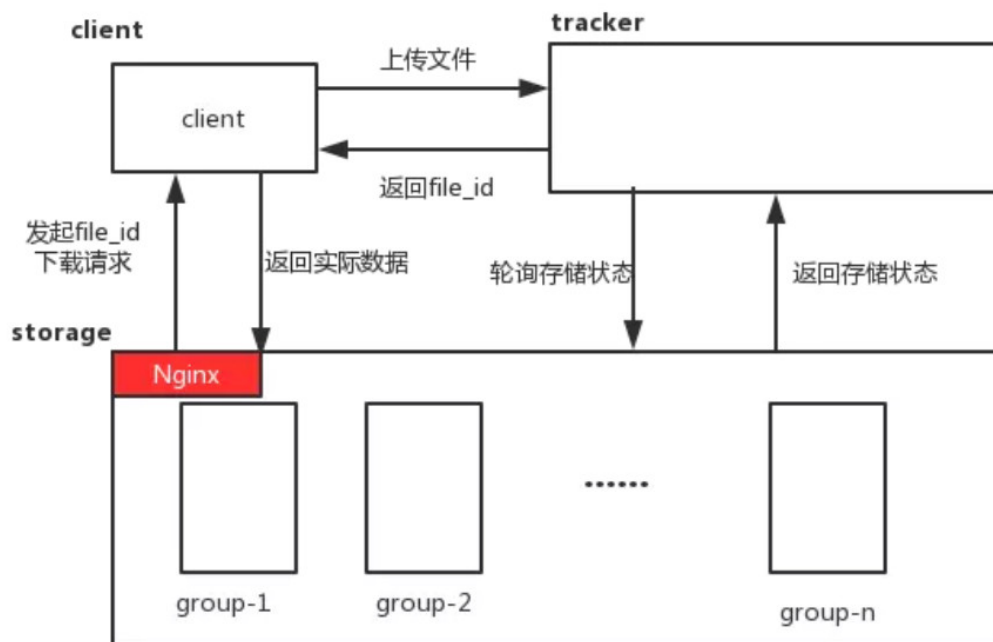 client
tracker
上传文件
client
返回file_id
发起file_id
下载请求
返回实际数据
轮询存储状态
返回存储状态
storage
Nginx
......
group-1
group-2
group-n